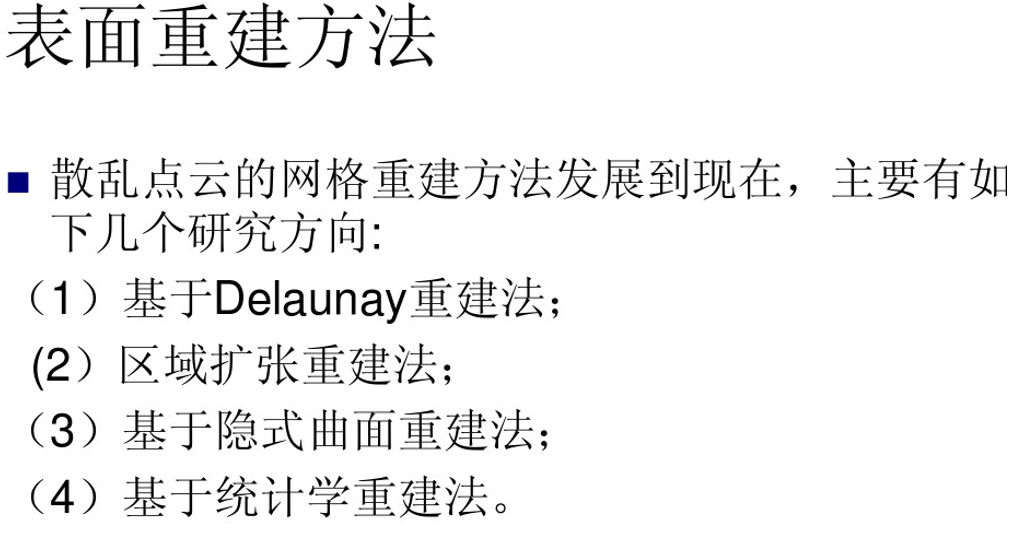 表面重建方法
■ 散乱点云的网格重建方法发展到现在，主要有如
下几个研究方向:
（1）基于Delaunay重建法；
(2）区域扩张重建法；
（3）基于隐式曲面重建法；
（4）基于统计学重建法。